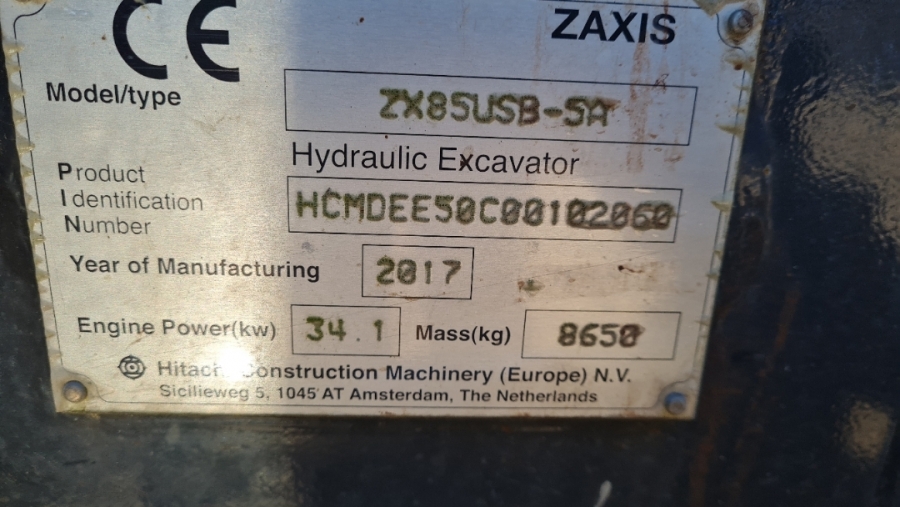 CE ZAXIS
Model/type ZX85USB-5A
Hydraulic Excavator
Product
Identification HCMDEE50C00102060
Number
Year of Manufacturing 2017
Engine Power(kw) 34.1 Mass(kg) 8650
Construction Machinery (Europe) N.V.
Sicilieweg 5, 1045 AT Amsterdam, The Netherlands